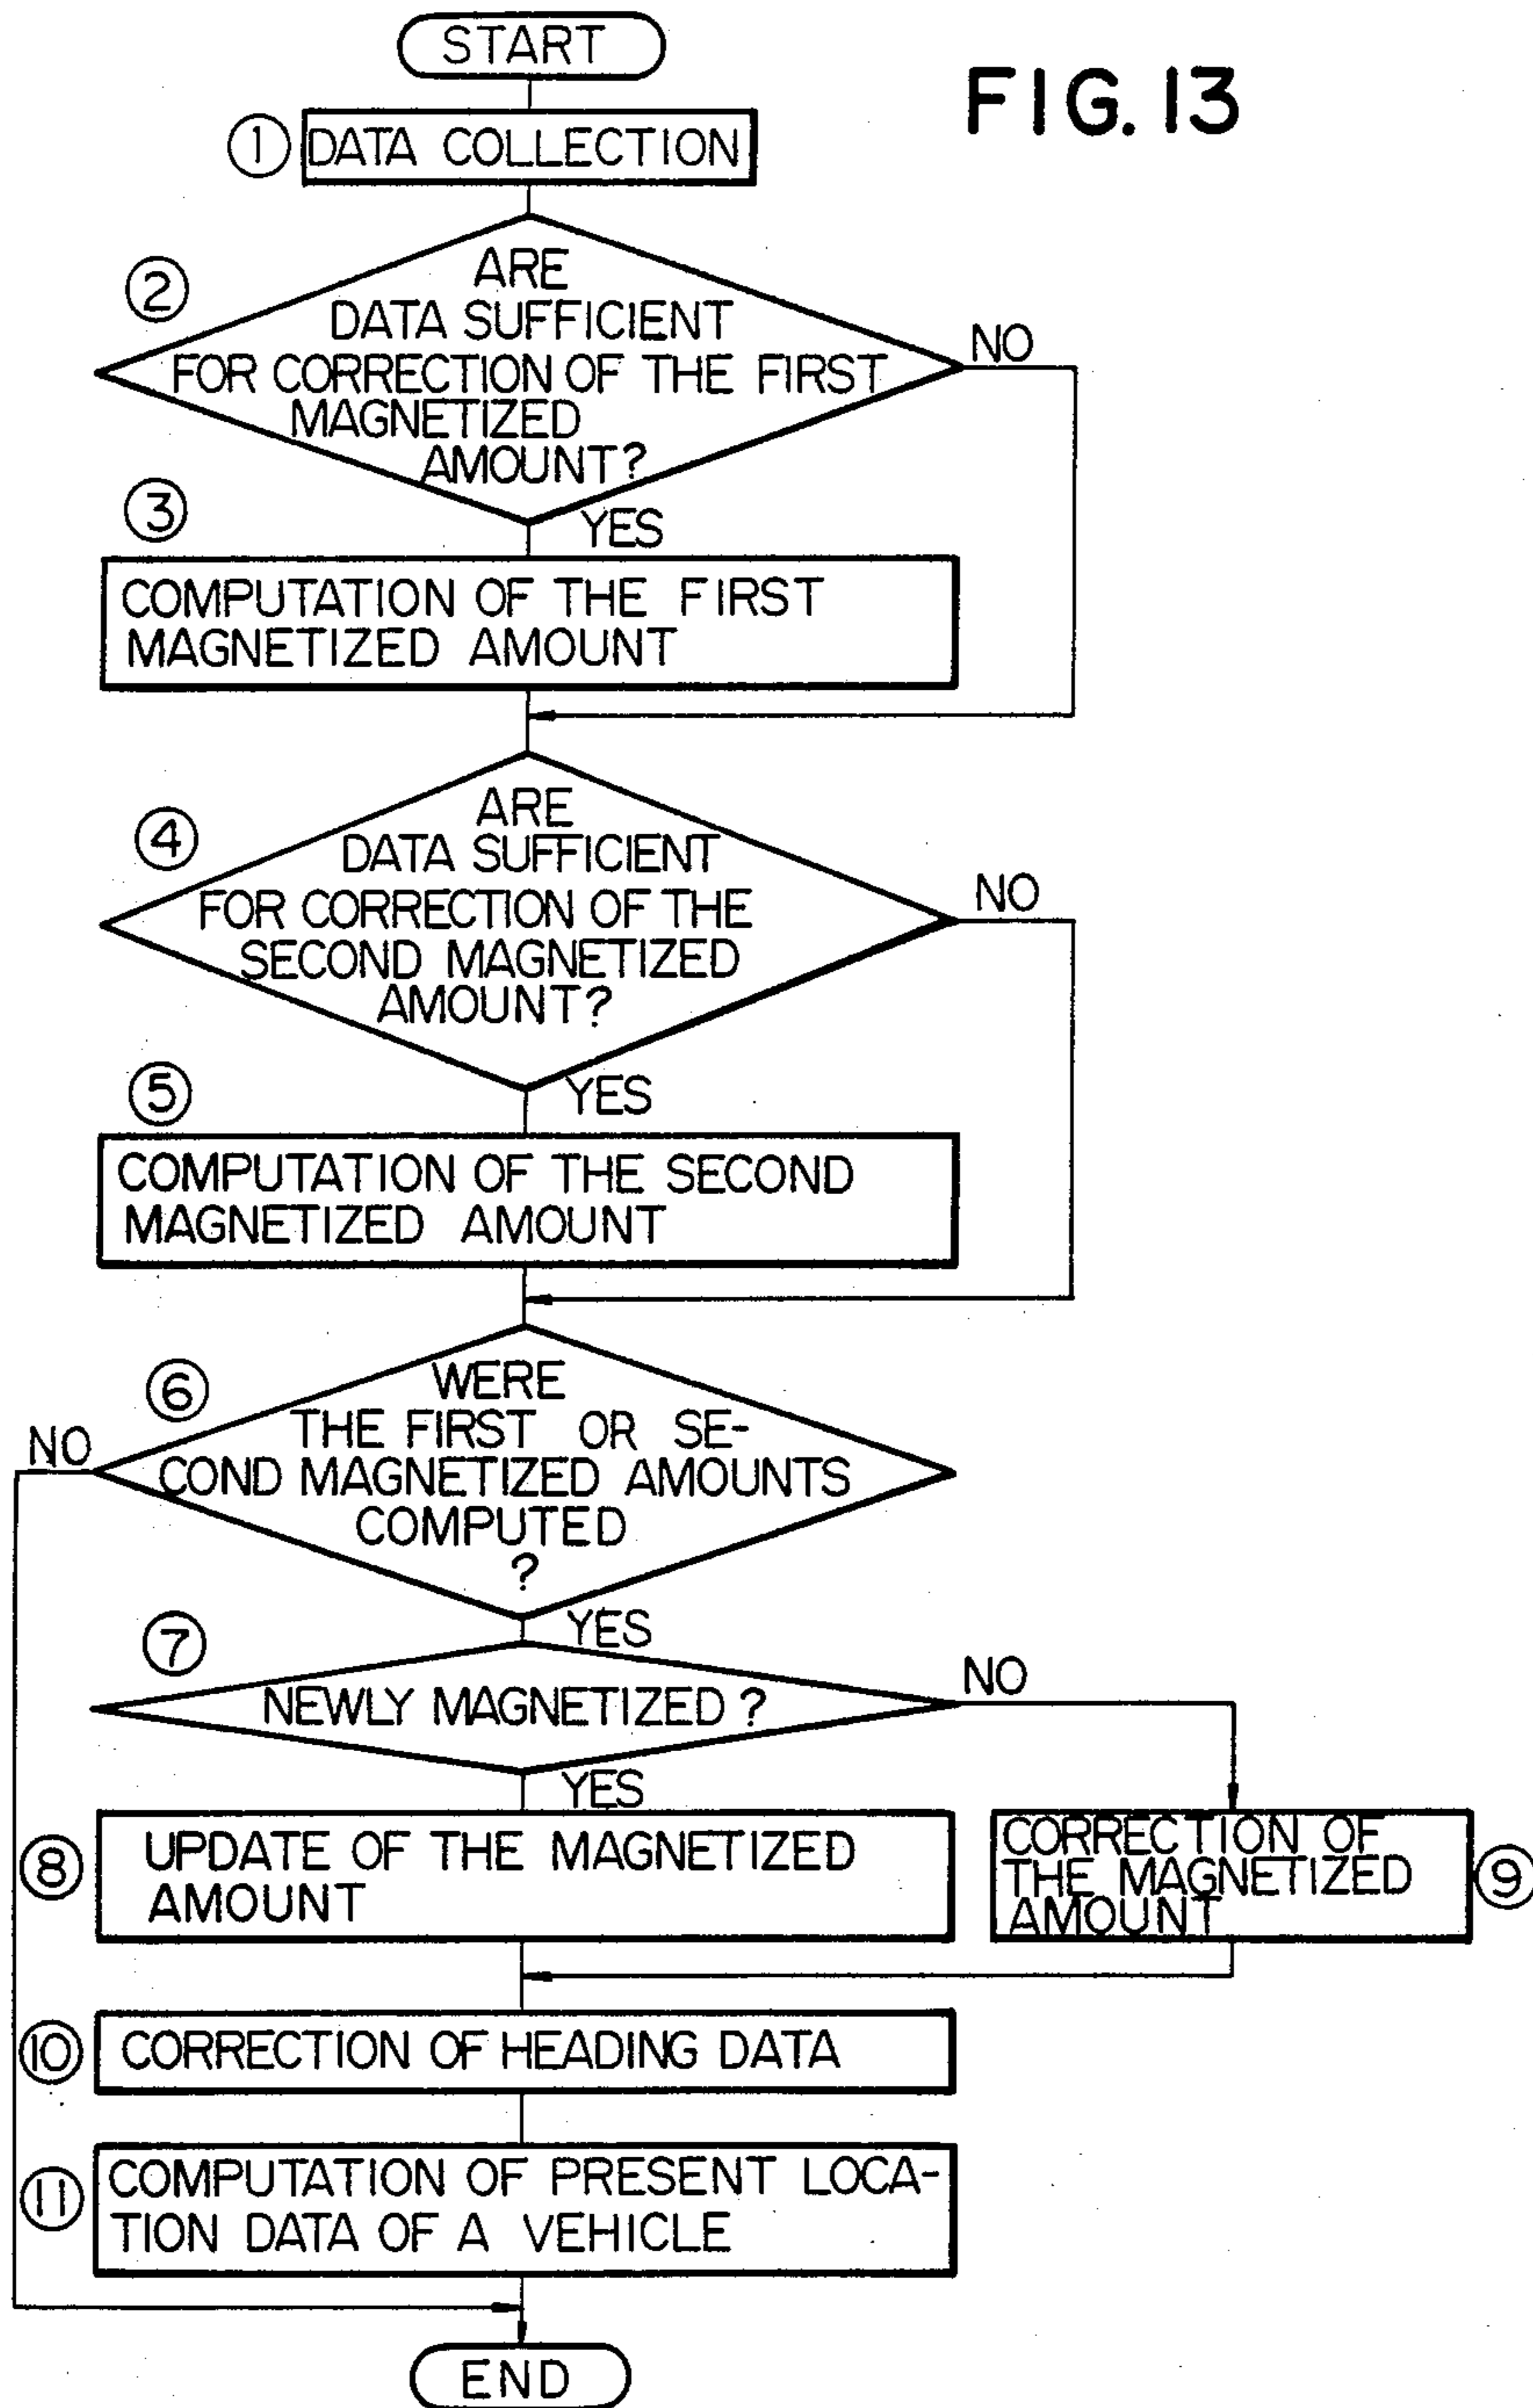 START
FIG. 13
① DATA COLLECTION
②
ARE
DATA SUFFICIENT
FOR CORRECTION OF THE FIRST
MAGNETIZED
AMOUNT?
NO
③
YES
COMPUTATION OF THE FIRST
MAGNETIZED AMOUNT
④
ARE
DATA SUFFICIENT
FOR CORRECTION OF THE
SECOND MAGNETIZED
AMOUNT?
NO
⑤
YES
COMPUTATION OF THE SECOND
MAGNETIZED AMOUNT
⑥
WERE
THE FIRST OR SE-
COND MAGNETIZED AMOUNTS
COMPUTED
?
NO
YES
⑦
NEWLY MAGNETIZED?
NO
YES
⑧
UPDATE OF THE MAGNETIZED
AMOUNT
CORRECTION OF
THE MAGNETIZED
AMOUNT
⑨
⑩ CORRECTION OF HEADING DATA
⑪
COMPUTATION OF PRESENT LOCA-
TION DATA OF A VEHICLE
END